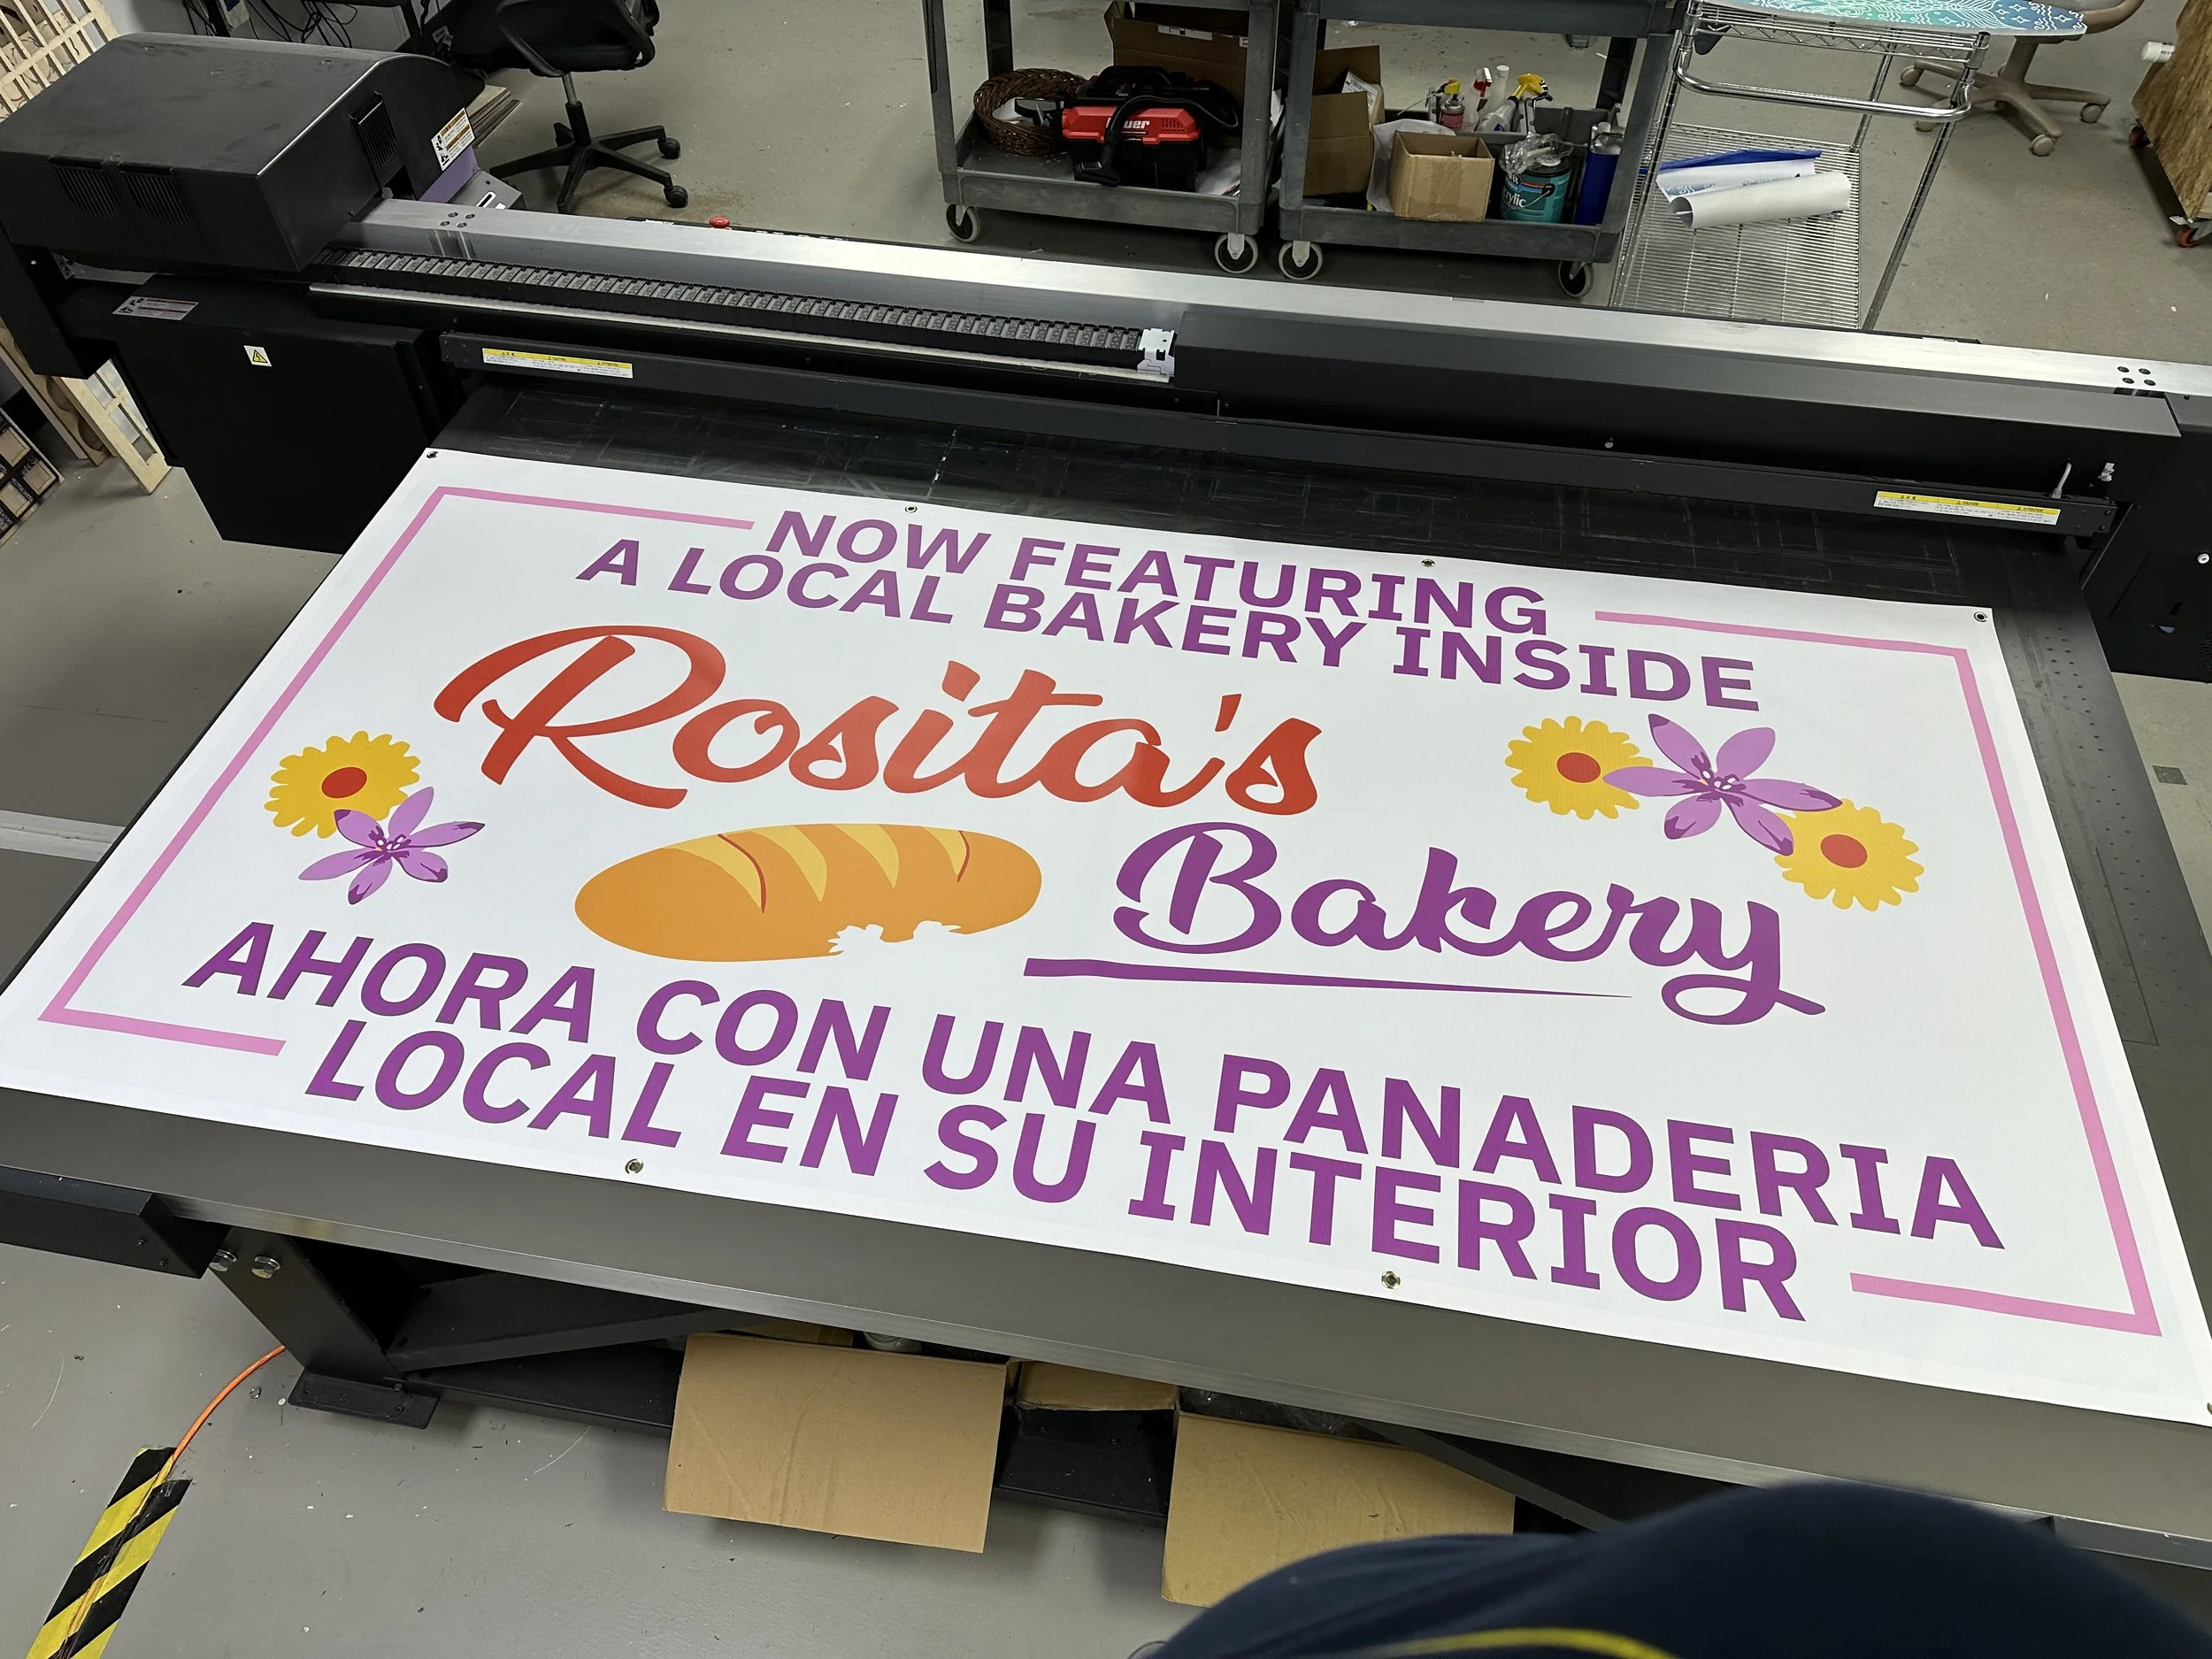 NOW FEATURING
A LOCAL BAKERY INSIDE
Rosita's
Bakery
AHORA CON UNA PANADERIA
LOCAL EN SU INTERIOR